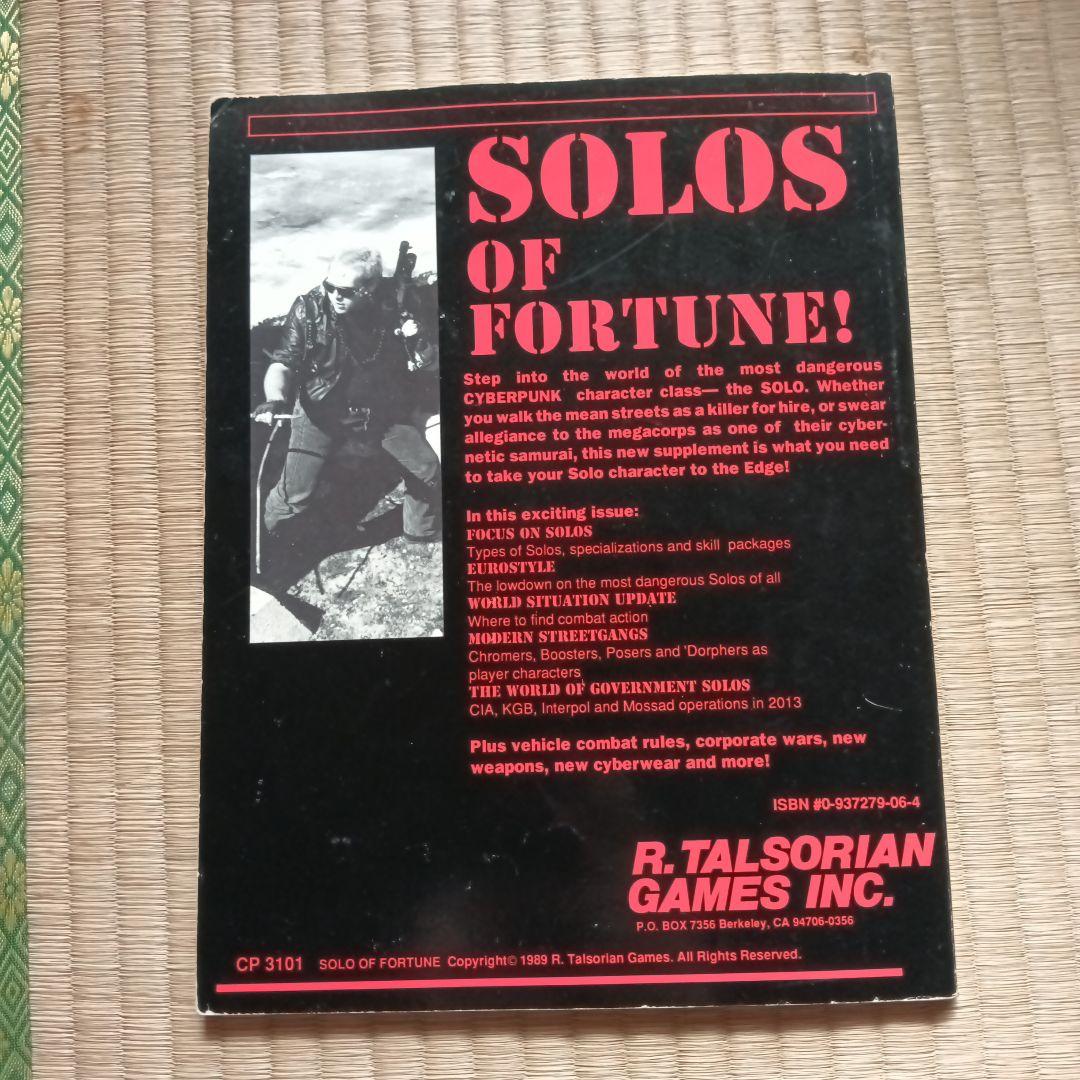 SOLOS
OF
FORTUNE!
Step into the world of the most dangerous
CYBERPUNK character class— the SOLO. Whether
you walk the mean streets as a killer for hire, or swear
allegiance to the megacorps as one of their cyber-
netic samurai, this new supplement is what you need
to take your Solo character to the Edge!
In this exciting issue:
FOCUS ON SOLOS
Types of Solos, specializations and skill packages
EUROSTYLE
The lowdown on the most dangerous Solos of all
WORLD SITUATION UPDATE
Where to find combat action
MODERN STREETGANGS
Chromers, Boosters, Posers and 'Dorphers as
player characters
THE WORLD OF GOVERNMENT SOLOS
CIA, KGB, Interpol and Mossad operations in 2013
Plus vehicle combat rules, corporate wars, new
weapons, new cyberwear and more!
ISBN #0-937279-06-4
R.TALSORIAN
GAMES INC.
P.O. BOX 7356 Berkeley, CA 94706-0356
CP 3101 SOLO OF FORTUNE Copyright© 1989 R. Talsorian Games. All Rights Reserved.